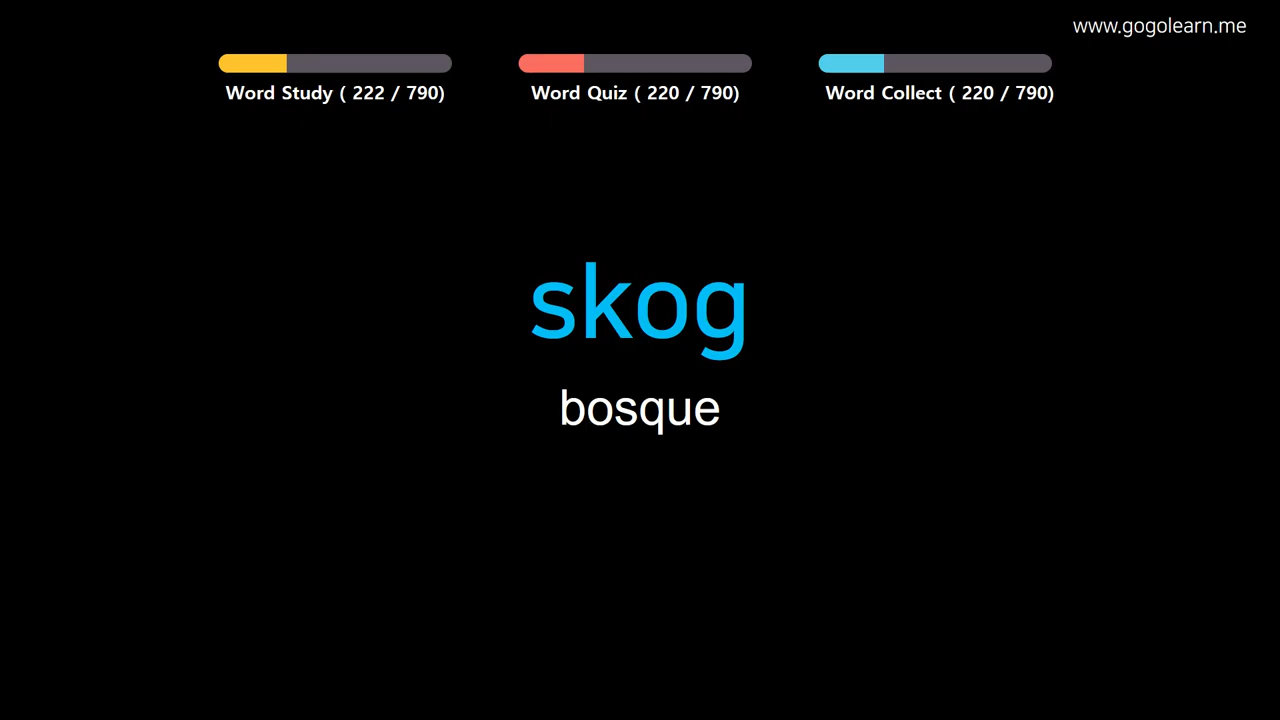 www.gogolearn.me
Word Study ( 222 / 790)
Word Quiz ( 220 / 790)
Word Collect ( 220 / 790)
skog
bosque